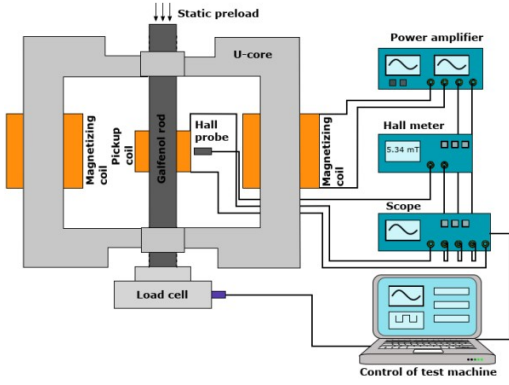 Static preload
Power amplifier
U-core
Magnetizing
coil
Pickup
coil
Galfenol rod
Hall
probe
Magnetizing
coil
Hall meter
5.34 mT
Scope
Load cell
Control of test machine